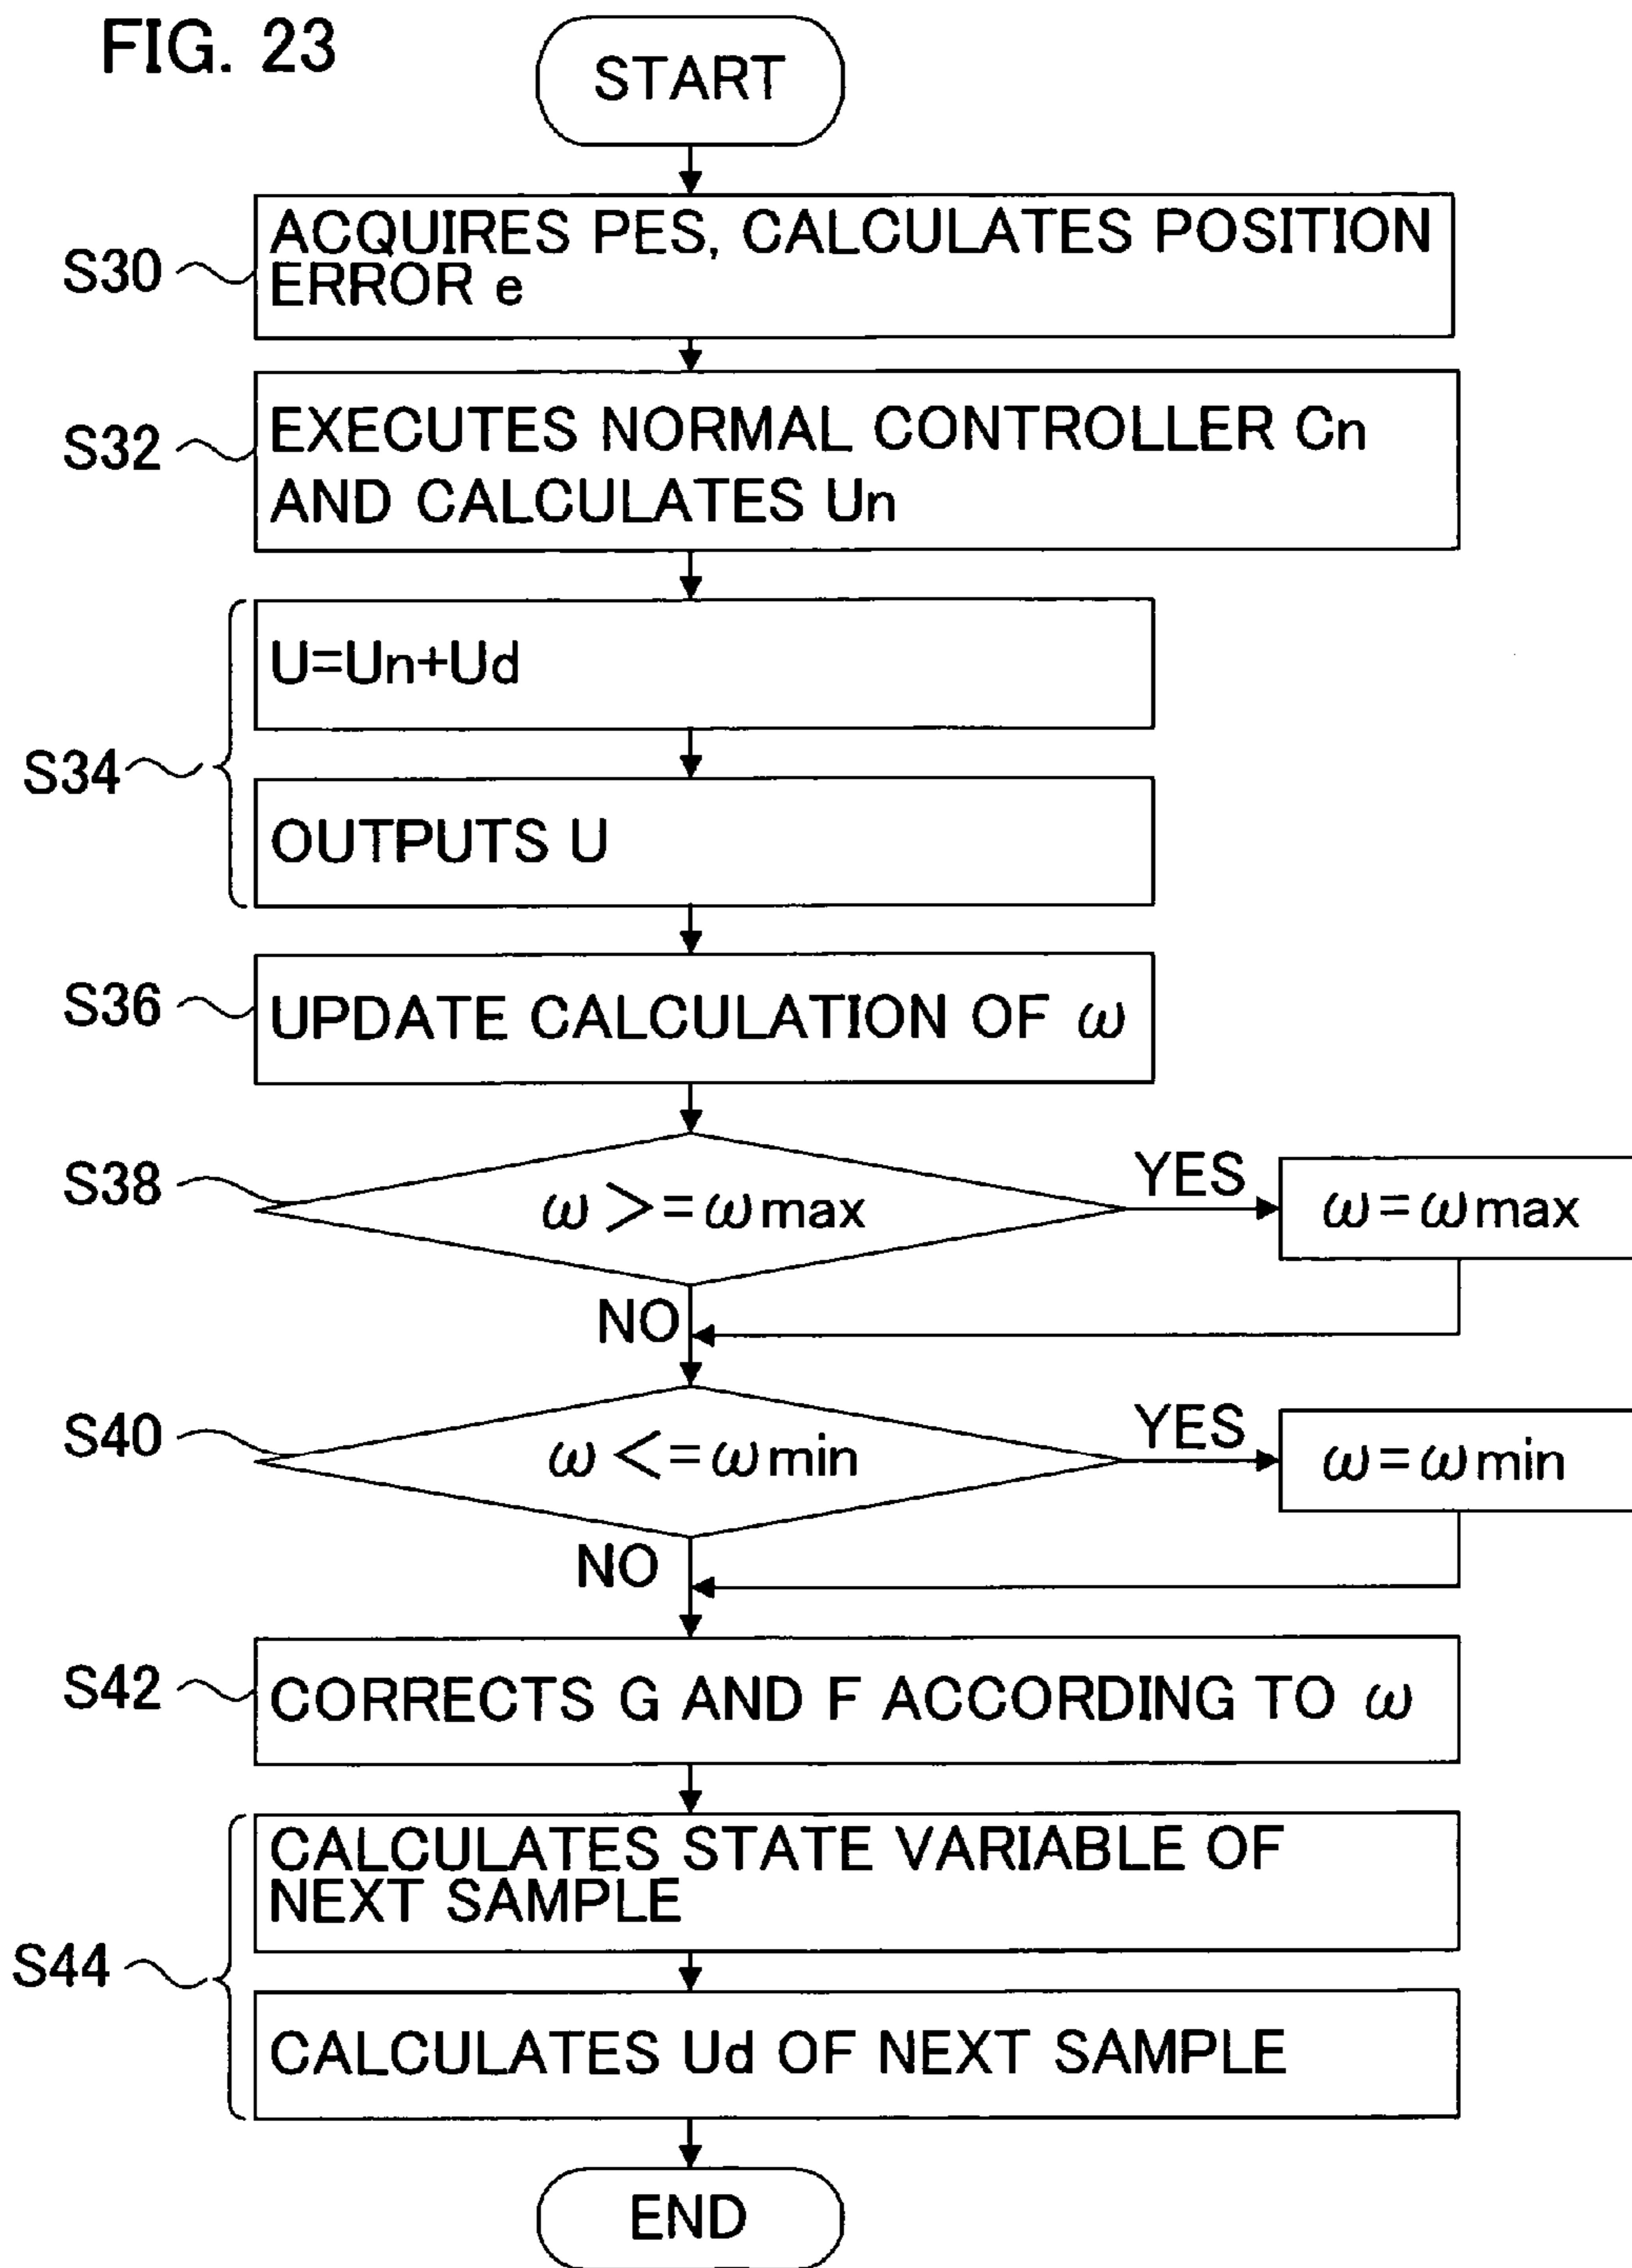 FIG. 23
START
S30
ACQUIRES PES, CALCULATES POSITION
ERROR e
S32
EXECUTES NORMAL CONTROLLER Cn
AND CALCULATES Un
S34
U=Un+Ud
OUTPUTS U
S36
UPDATE CALCULATION OF ω
S38
ω >= ωmax
YES
ω=ωmax
NO
S40
ω <= ωmin
YES
ω=ωmin
NO
S42
CORRECTS G AND F ACCORDING TO ω
S44
CALCULATES STATE VARIABLE OF
NEXT SAMPLE
CALCULATES Ud OF NEXT SAMPLE
END